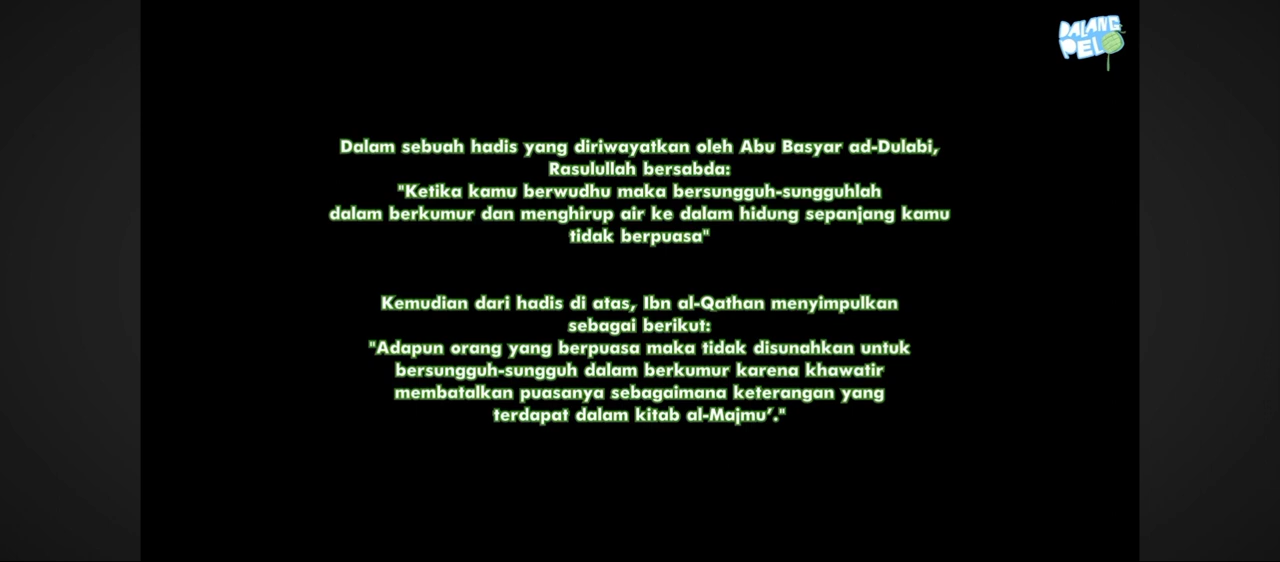 DALANG
PELO
Dalam sebuah hadis yang diriwayatkan oleh Abu Basyar ad-Dulabi,
Rasulullah bersabda:
"Ketika kamu berwudhu maka bersungguh-sungguhlah
dalam berkumur dan menghirup air ke dalam hidung sepanjang kamu
tidak berpuasa"
Kemudian dari hadis di atas, Ibn al-Qathan menyimpulkan
sebagai berikut:
"Adapun orang yang berpuasa maka tidak disunahkan untuk
bersungguh-sungguh dalam berkumur karena khawatir
membatalkan puasanya sebagaimana keterangan yang
terdapat dalam kitab al-Majmu’."